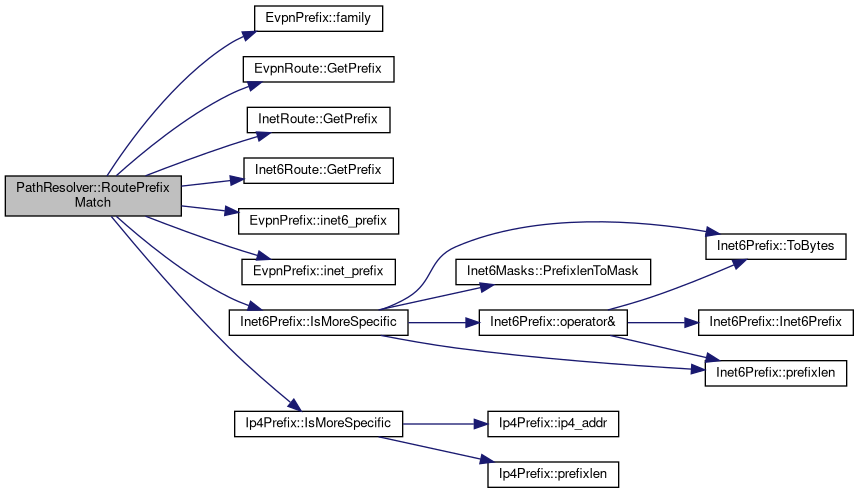 EvpnPrefix::family
EvpnRoute::GetPrefix
InetRoute::GetPrefix
Inet6Route::GetPrefix
PathResolver::RoutePrefix
Match
EvpnPrefix::inet6_prefix
EvpnPrefix::inet_prefix
Inet6Prefix::IsMoreSpecific
Ip4Prefix::IsMoreSpecific
Inet6Masks::PrefixlenToMask
Inet6Prefix::operator&
Inet6Prefix::ToBytes
Inet6Prefix::Inet6Prefix
Inet6Prefix::prefixlen
Ip4Prefix::ip4_addr
Ip4Prefix::prefixlen